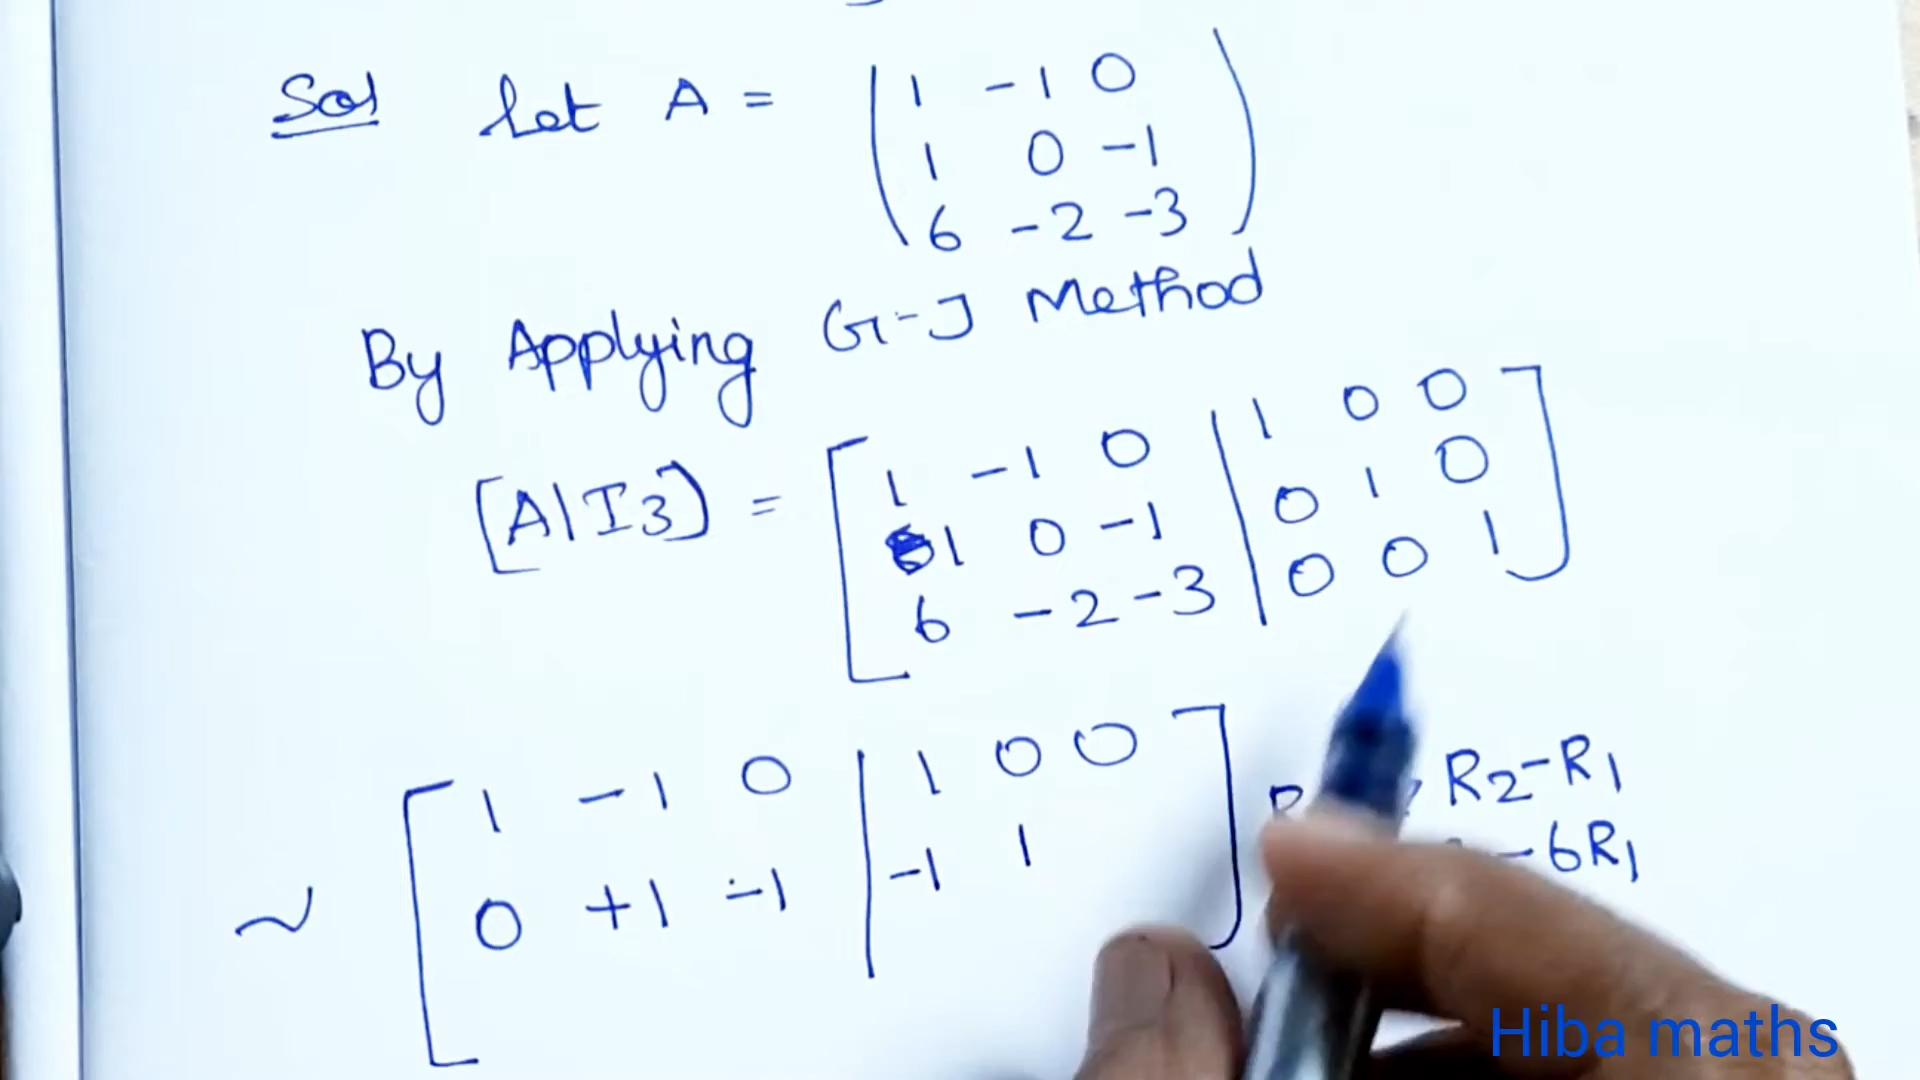 Sol let A = ( 1 -1 0
1 0 -1
6 -2 -3 )
By Applying G-J Method
[A|I3) = [ 1 -1 0 | 1 0 0 ]
1 0 -1 | 0 1 0
6 -2 -3 | 0 0 1
~ [ 1 -1 0 | 1 0 0 ] R2-R1
0 +1 -1 | -1 1 -6R1
Hiba maths